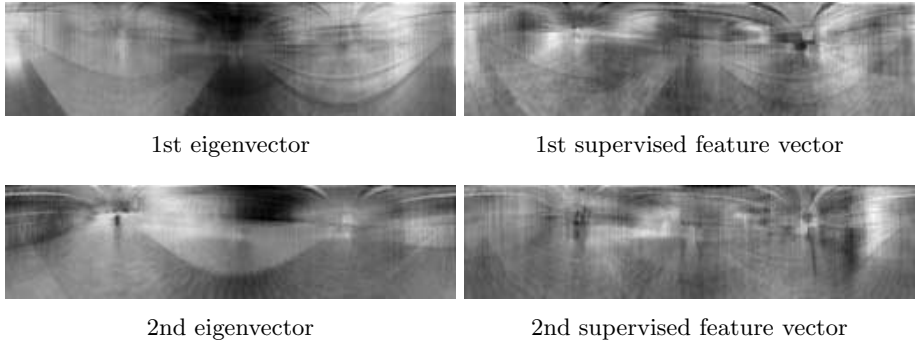 1st eigenvector
1st supervised feature vector
2nd eigenvector
2nd supervised feature vector